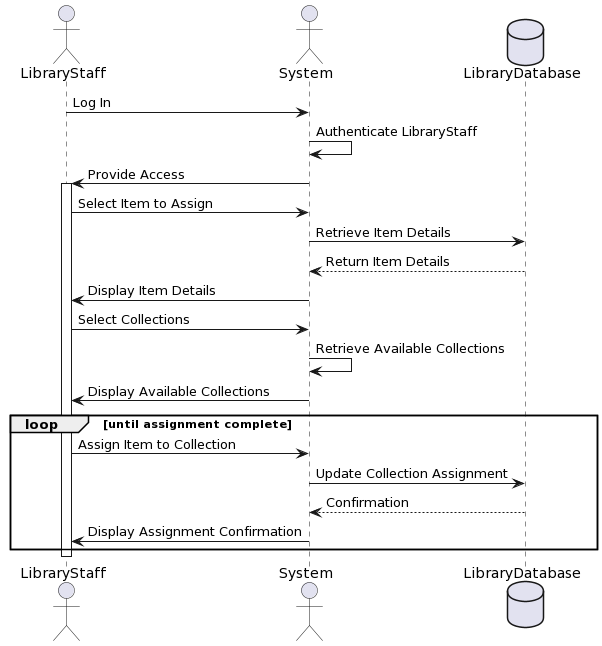 LibraryStaff System LibraryDatabase
Log In
Authenticate LibraryStaff
Provide Access
Select Item to Assign
Retrieve Item Details
Return Item Details
Display Item Details
Select Collections
Retrieve Available Collections
Display Available Collections
loop [until assignment complete]
Assign Item to Collection
Update Collection Assignment
Confirmation
Display Assignment Confirmation
LibraryStaff System LibraryDatabase